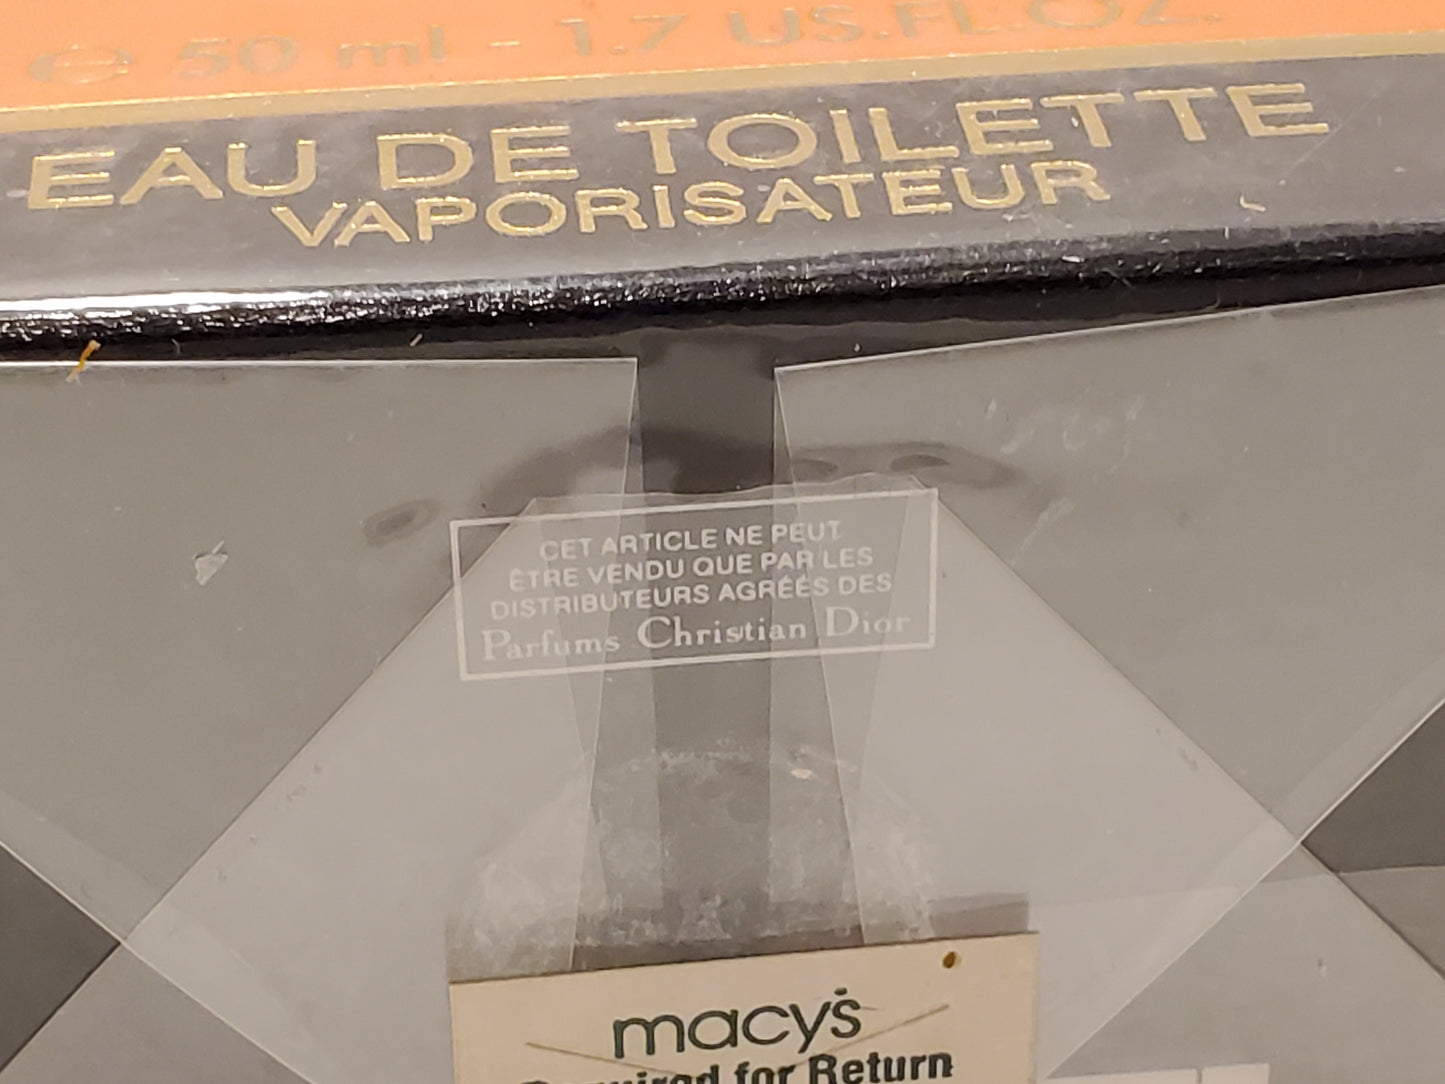 ℮ 50 ml - 1.7 US.FL.OZ.
EAU DE TOILETTE
VAPORISATEUR
CET ARTICLE NE PEUT
ÊTRE VENDU QUE PAR LES
DISTRIBUTEURS AGRÉÉS DES
Parfums Christian Dior
macy's
Required for Return